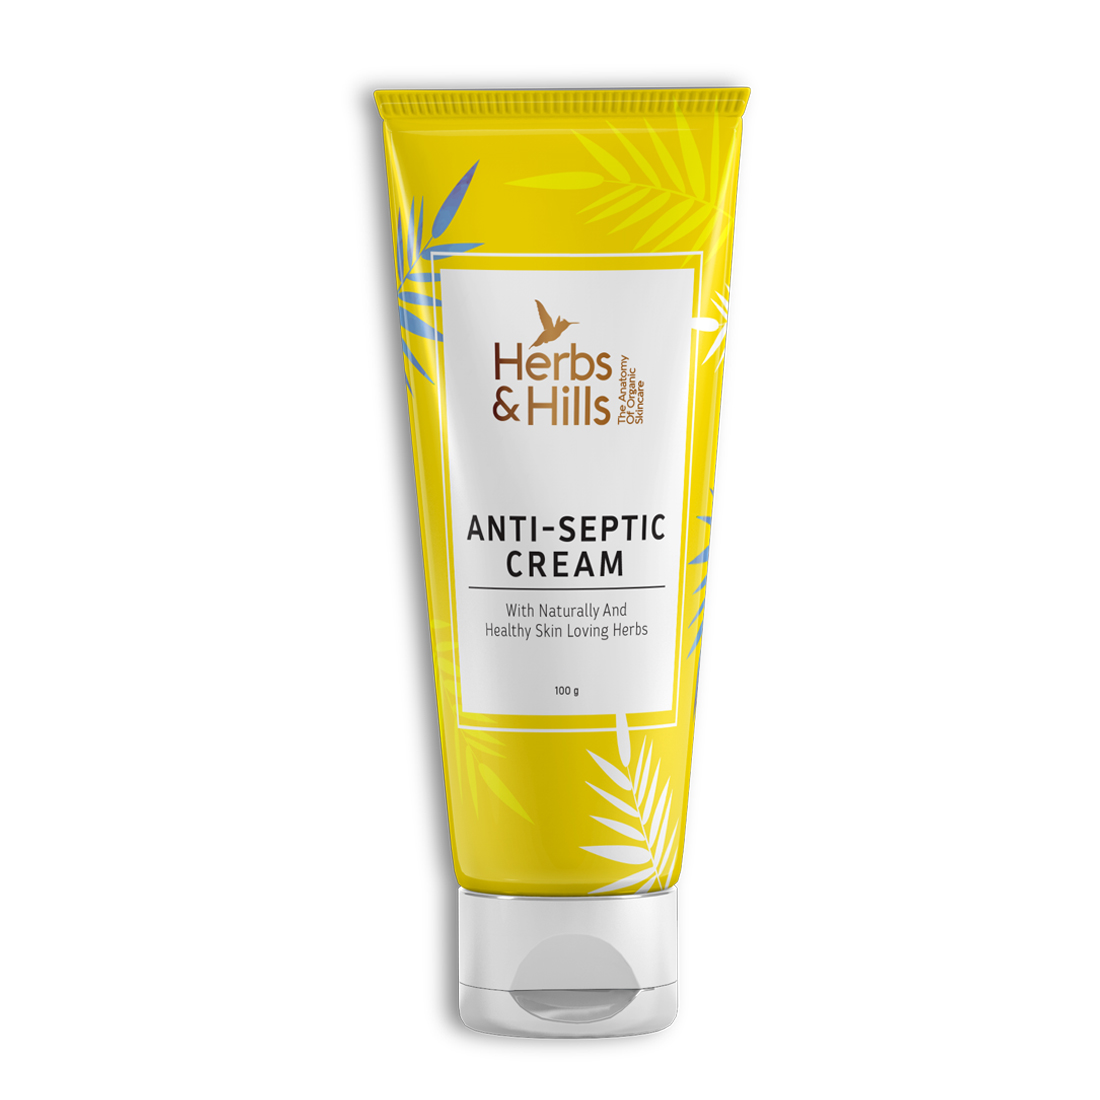 Herbs
& Hills
The Anatomy
Of Organic
Skincare
ANTI-SEPTIC
CREAM
With Naturally And
Healthy Skin Loving Herbs
100 g